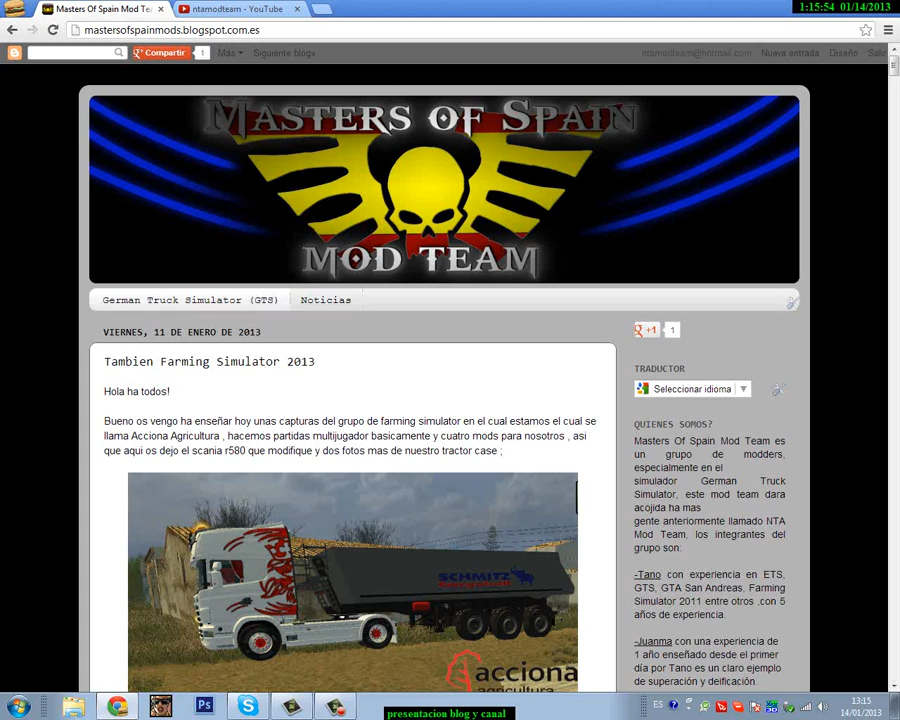 Masters Of Spain Mod Te
ntamodteam - YouTube
1:15:54 01/14/2013
mastersofspainmods.blogspot.com.es
Compartir 1 Más Siguiente blog»
ntamodteam@hotmail.com Nueva entrada Diseño Salir
MASTERS OF SPAIN
MOD TEAM
German Truck Simulator (GTS) Noticias
VIERNES, 11 DE ENERO DE 2013
Tambien Farming Simulator 2013
Hola ha todos!
Bueno os vengo ha enseñar hoy unas capturas del grupo de farming simulator en el cual estamos el cual se
llama Acciona Agricultura , hacemos partidas multijugador basicamente y cuatro mods para nosotros , asi
que aqui os dejo el scania r580 que modifique y dos fotos mas de nuestro tractor case ;
SCHMITZ
acciona
agricultura
+1 1
TRADUCTOR
Seleccionar idioma
QUIENES SOMOS?
Masters Of Spain Mod Team es
un grupo de modders,
especialmente en el
simulador German Truck
Simulator, este mod team dara
acojida ha mas
gente anteriormente llamado NTA
Mod Team, los integrantes del
grupo son:
-Tano con experiencia en ETS,
GTS, GTA San Andreas, Farming
Simulator 2011 entre otros ,con 5
años de experiencia.
-Juanma con una experiencia de
1 año enseñado desde el primer
día por Tano es un claro ejemplo
de superación y deificación.
Ps
ES
13:15
14/01/2013
presentacion blog y canal